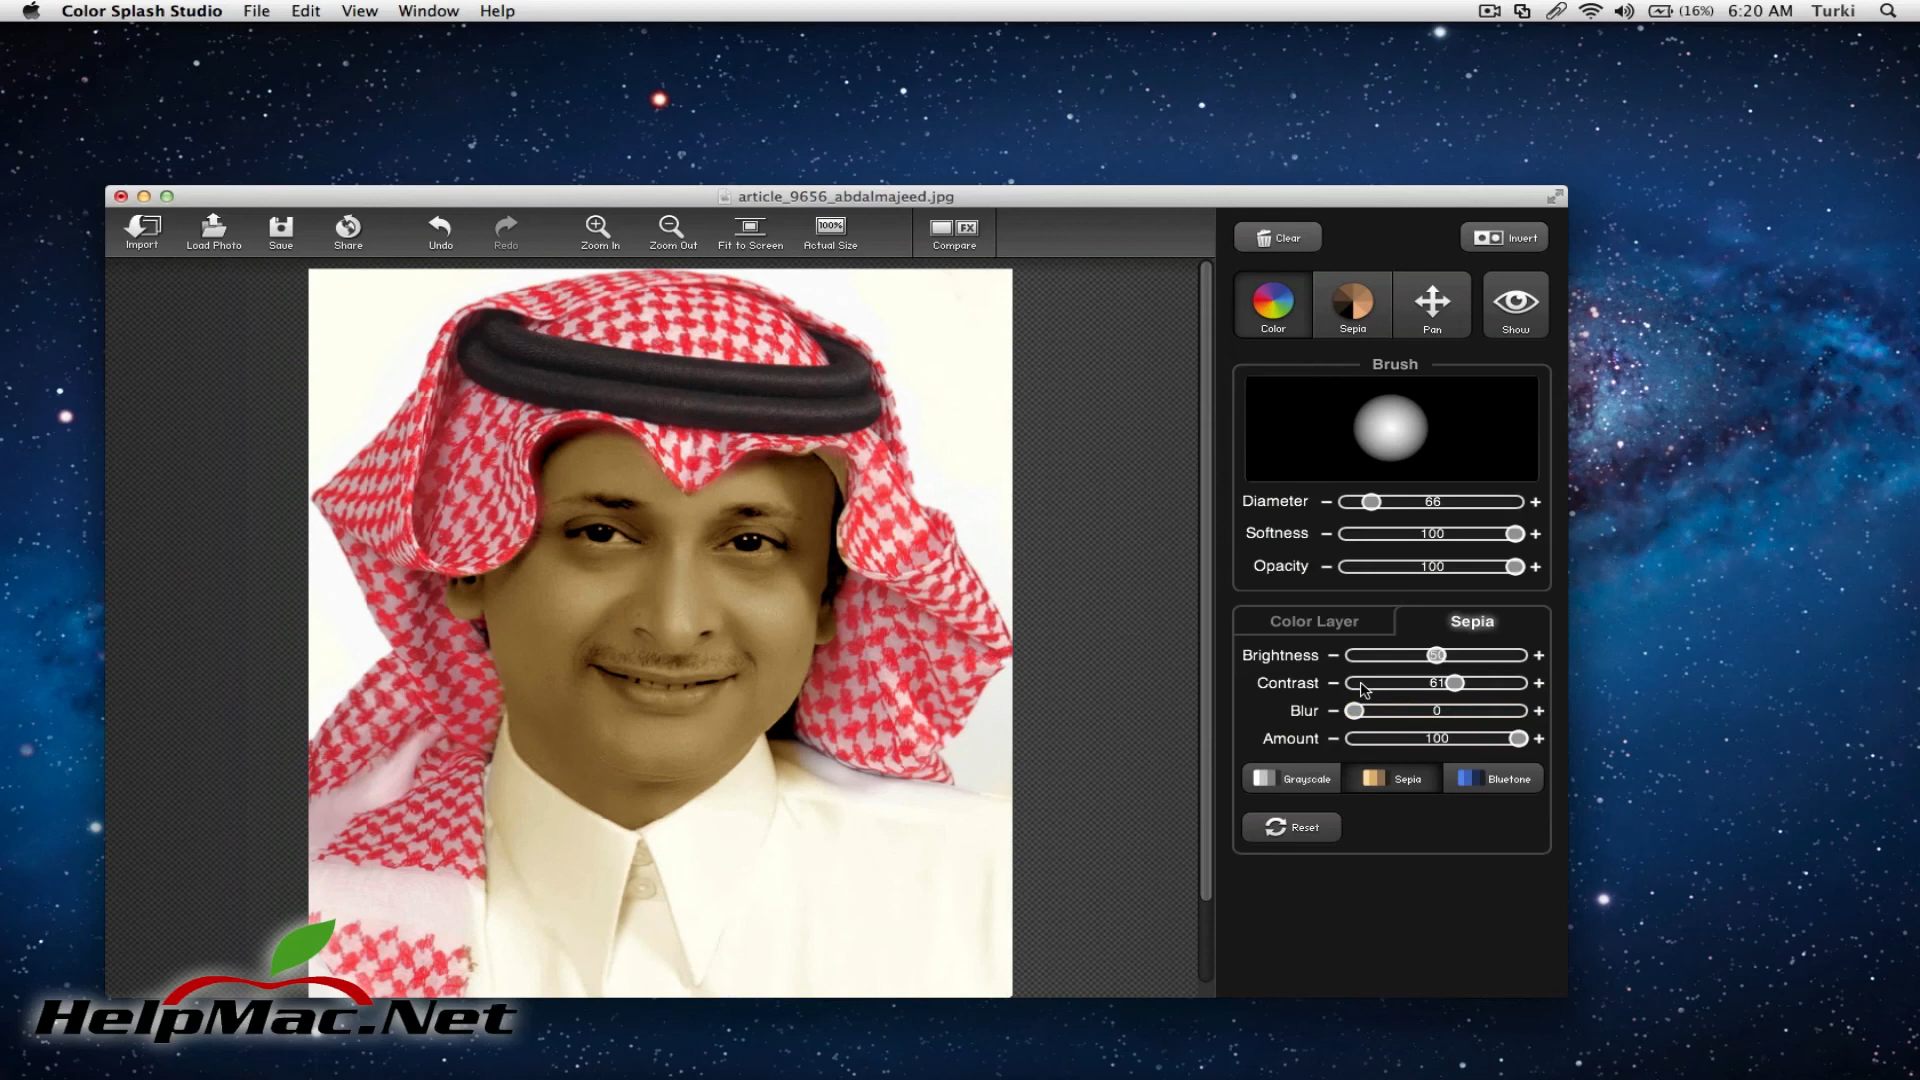 Color Splash Studio File Edit View Window Help (16%) 6:20 AM Turki
article_9656_abdalmajeed.jpg
Import Load Photo Save Share Undo Redo Zoom In Zoom Out Fit to Screen 100% Actual Size FX Compare
Clear Invert
Color Sepia Pan Show
Brush
Diameter − 66 +
Softness − 100 +
Opacity − 100 +
Color Layer Sepia
Brightness − 50 +
Contrast − 61 +
Blur − 0 +
Amount − 100 +
Grayscale Sepia Bluetone
Reset
HelpMac.Net